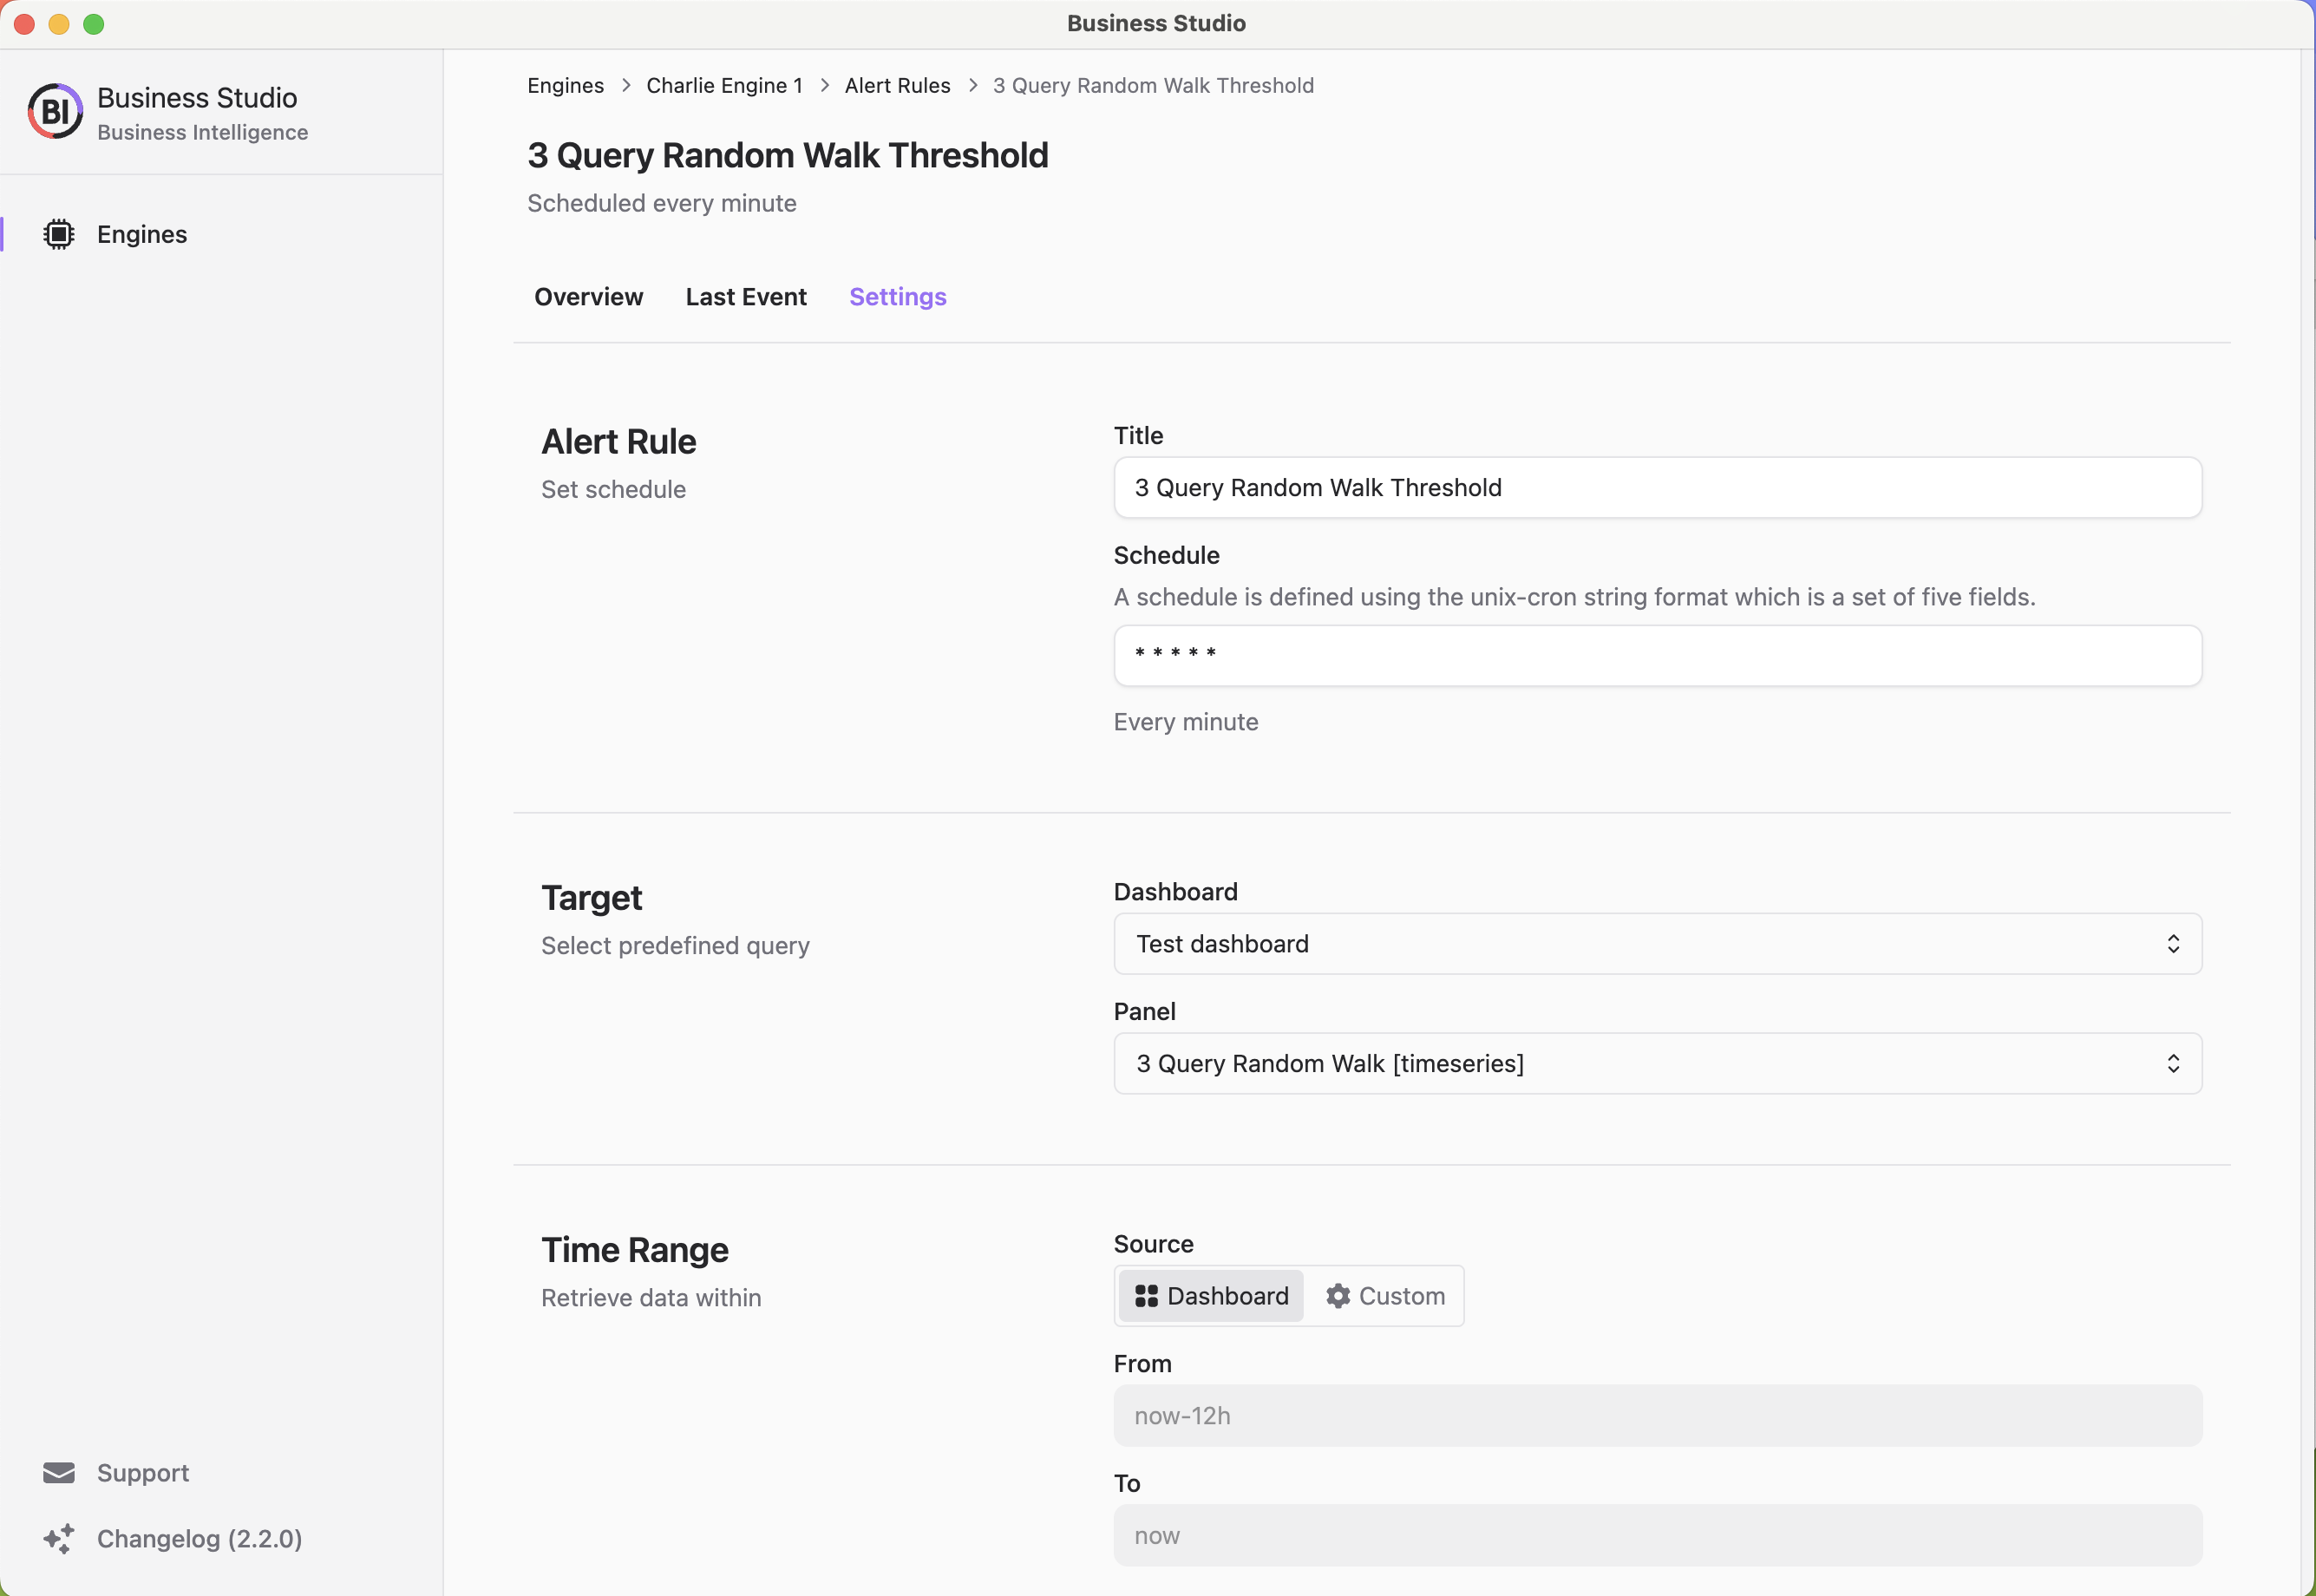 Business Studio
BI
Business Studio
Business Intelligence
Engines
Support
Changelog (2.2.0)
Engines > Charlie Engine 1 > Alert Rules > 3 Query Random Walk Threshold
3 Query Random Walk Threshold
Scheduled every minute
Overview Last Event Settings
Alert Rule
Set schedule
Title
3 Query Random Walk Threshold
Schedule
A schedule is defined using the unix-cron string format which is a set of five fields.
* * * * *
Every minute
Target
Select predefined query
Dashboard
Test dashboard
Panel
3 Query Random Walk [timeseries]
Time Range
Retrieve data within
Source
Dashboard Custom
From
now-12h
To
now